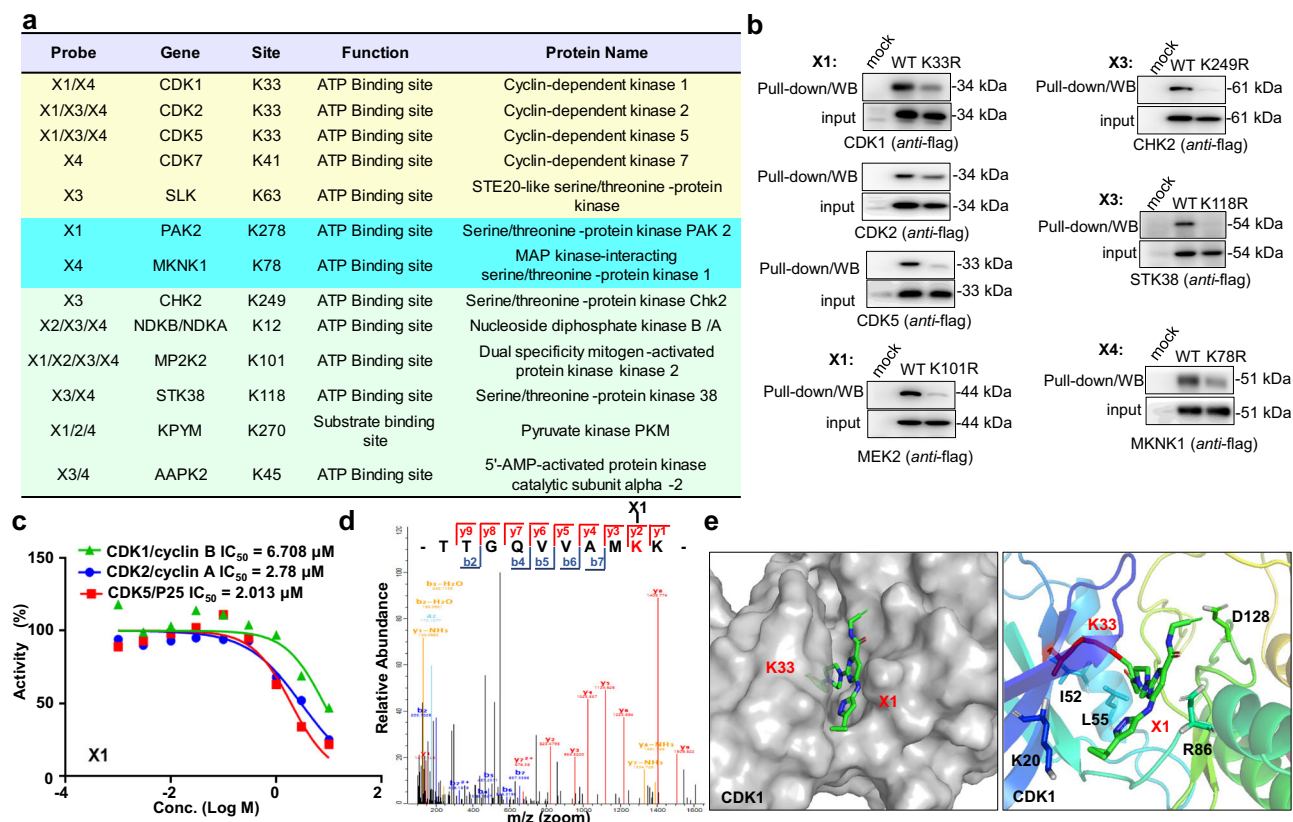 a
Probe Gene Site Function Protein Name
X1/X4 CDK1 K33 ATP Binding site Cyclin-dependent kinase 1
X1/X3/X4 CDK2 K33 ATP Binding site Cyclin-dependent kinase 2
X1/X3/X4 CDK5 K33 ATP Binding site Cyclin-dependent kinase 5
X4 CDK7 K41 ATP Binding site Cyclin-dependent kinase 7
X3 SLK K63 ATP Binding site STE20-like serine/threonine -protein
kinase
X1 PAK2 K278 ATP Binding site Serine/threonine -protein kinase PAK 2
X4 MKNK1 K78 ATP Binding site MAP kinase-interacting
serine/threonine -protein kinase 1
X3 CHK2 K249 ATP Binding site Serine/threonine -protein kinase Chk2
X2/X3/X4 NDKB/NDKA K12 ATP Binding site Nucleoside diphosphate kinase B /A
X1/X2/X3/X4 MP2K2 K101 ATP Binding site Dual specificity mitogen -activated
protein kinase kinase 2
X3/X4 STK38 K118 ATP Binding site Serine/threonine -protein kinase 38
X1/2/4 KPYM K270 Substrate binding
site Pyruvate kinase PKM
X3/4 AAPK2 K45 ATP Binding site 5'-AMP-activated protein kinase
catalytic subunit alpha -2
b
X1: mock WT K33R
Pull-down/WB -34 kDa
input -34 kDa
CDK1 (anti-flag)
Pull-down/WB -34 kDa
input -34 kDa
CDK2 (anti-flag)
Pull-down/WB -33 kDa
input -33 kDa
CDK5 (anti-flag)
X1: mock WT K101R
Pull-down/WB -44 kDa
input -44 kDa
MEK2 (anti-flag)
X3: mock WT K249R
Pull-down/WB -61 kDa
input -61 kDa
CHK2 (anti-flag)
X3: mock WT K118R
Pull-down/WB -54 kDa
input -54 kDa
STK38 (anti-flag)
X4: mock WT K78R
Pull-down/WB -51 kDa
input -51 kDa
MKNK1 (anti-flag)
c
CDK1/cyclin B IC50 = 6.708 µM
CDK2/cyclin A IC50 = 2.78 µM
CDK5/P25 IC50 = 2.013 µM
Activity (%)
150
100
50
0
-4 -2 0 2
Conc. (Log M)
X1
d
X1
y9 y8 y7 y6 y5 y4 y3 y2 y1
- T T G Q V V A M K K -
b2 b4 b5 b6 b7
Relative Abundance
200 400 600 800 1000 1200 1400 1600
m/z (zoom)
e
K33
X1
CDK1
K33
D128
I52
L55
X1
R86
K20
CDK1